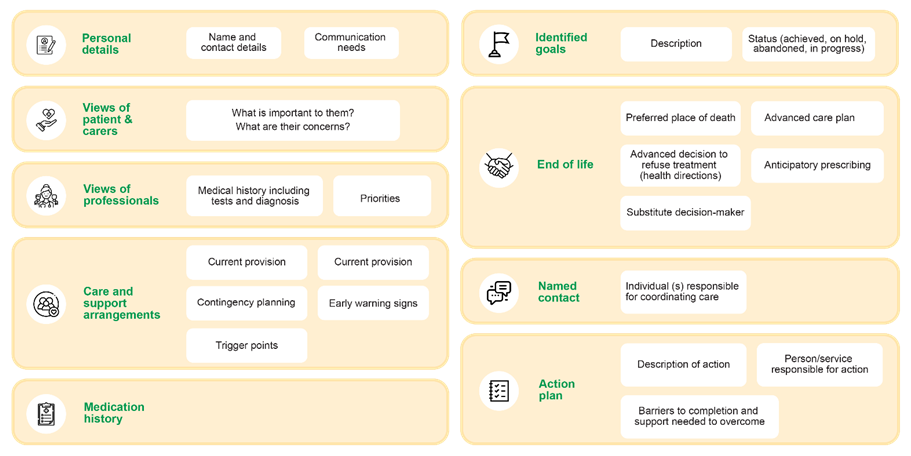 Personal
details
Name and
contact details
Communication
needs
Views of
patient &
carers
What is important to them?
What are their concerns?
Views of
professionals
Medical history including
tests and diagnosis
Priorities
Care and
support
arrangements
Current provision
Current provision
Contingency planning
Early warning signs
Trigger points
Medication
history
Identified
goals
Description
Status (achieved, on hold,
abandoned, in progress)
End of life
Preferred place of death
Advanced care plan
Advanced decision to
refuse treatment
(health directions)
Anticipatory prescribing
Substitute decision-maker
Named
contact
Individual (s) responsible
for coordinating care
Action
plan
Description of action
Person/service
responsible for action
Barriers to completion and
support needed to overcome